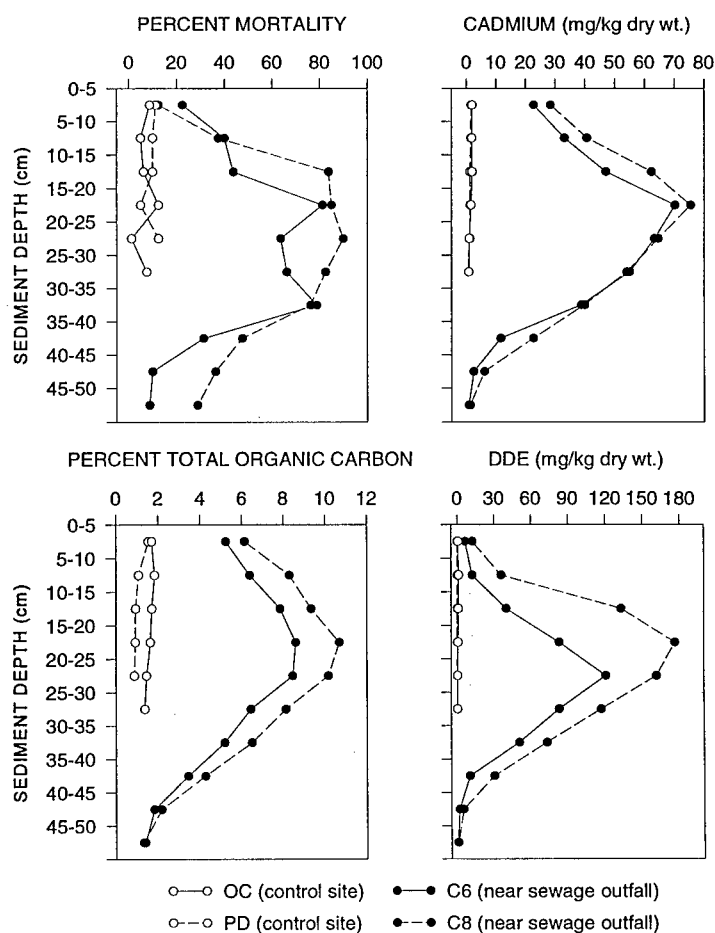 PERCENT MORTALITY
0 20 40 60 80 100
CADMIUM (mg/kg dry wt.)
0 10 20 30 40 50 60 70 80
SEDIMENT DEPTH (cm)
0-5
5-10
10-15
15-20
20-25
25-30
30-35
35-40
40-45
45-50
PERCENT TOTAL ORGANIC CARBON
0 2 4 6 8 10 12
DDE (mg/kg dry wt.)
0 30 60 90 120 150 180
SEDIMENT DEPTH (cm)
0-5
5-10
10-15
15-20
20-25
25-30
30-35
35-40
40-45
45-50
OC (control site)
C6 (near sewage outfall)
PD (control site)
C8 (near sewage outfall)